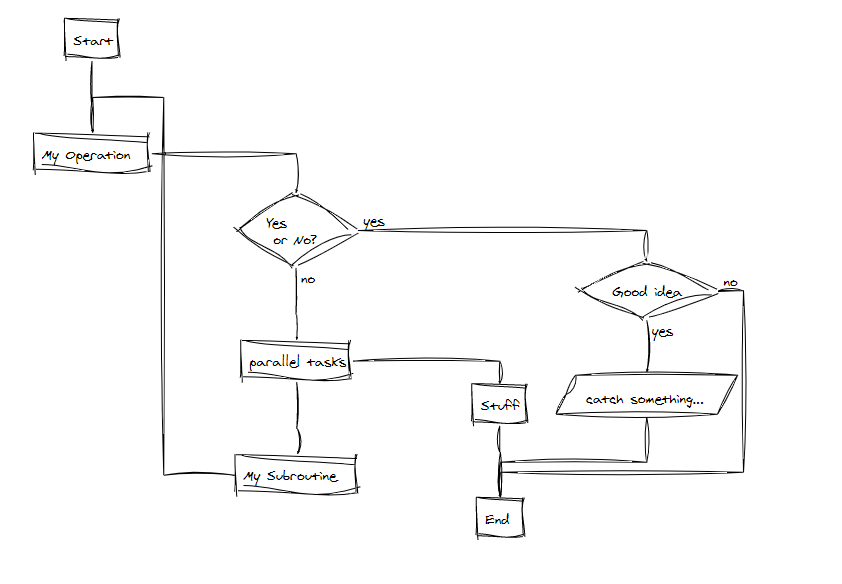 Start
My Operation
Yes
or No?
yes
no
Good idea
no
yes
parallel tasks
Stuff
catch something...
My Subroutine
End